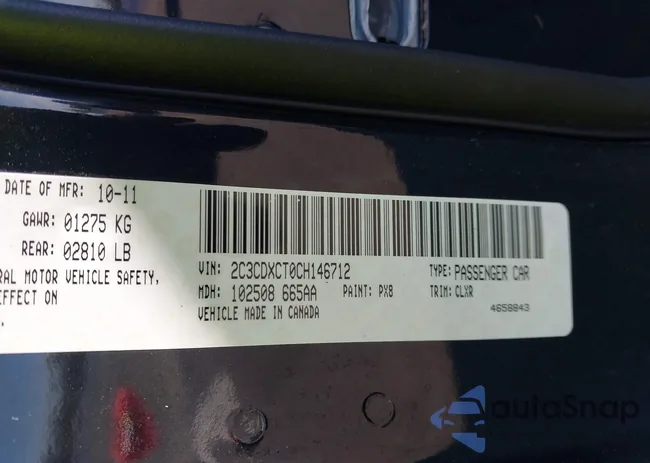 DATE OF MFR: 10-11
GAWR: 01275 KG
REAR: 02810 LB
RAL MOTOR VEHICLE SAFETY,
EFFECT ON
VIN: 2C3CDXCT0CH146712
TYPE: PASSENGER CAR
MDH: 102508 665AA
PAINT: PX8
TRIM: CLXR
VEHICLE MADE IN CANADA
4658843
autoSnap